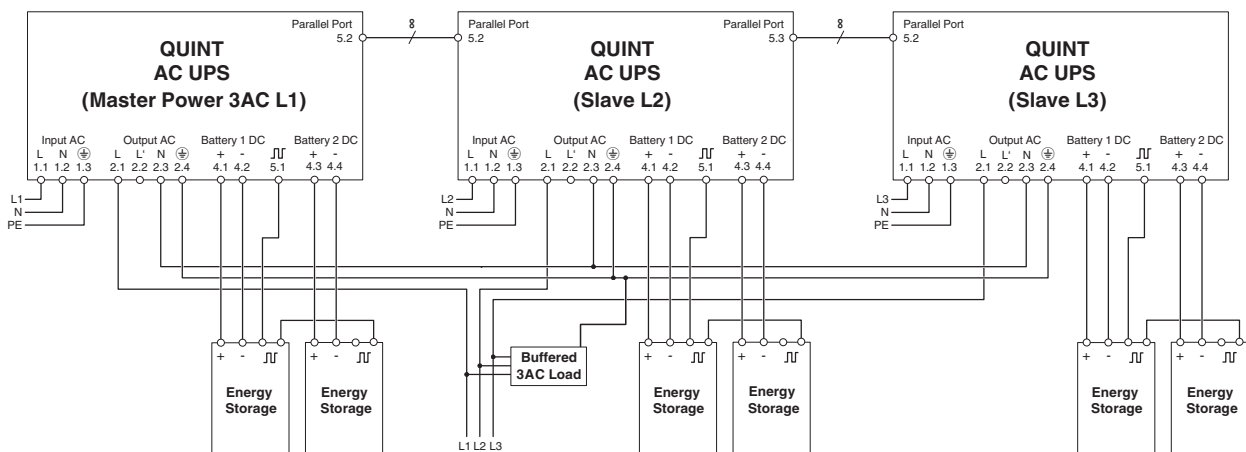 Parallel Port
5.2
8
Parallel Port
5.2
Parallel Port
5.3
8
Parallel Port
5.2
QUINT
AC UPS
(Master Power 3AC L1)
QUINT
AC UPS
(Slave L2)
QUINT
AC UPS
(Slave L3)
Input AC Output AC Battery 1 DC Battery 2 DC
L N L L' N + - + -
1.1 1.2 1.3 2.1 2.2 2.3 2.4 4.1 4.2 5.1 4.3 4.4
Input AC Output AC Battery 1 DC Battery 2 DC
L N L L' N + - + -
1.1 1.2 1.3 2.1 2.2 2.3 2.4 4.1 4.2 5.1 4.3 4.4
Input AC Output AC Battery 1 DC Battery 2 DC
L N L L' N + - + -
1.1 1.2 1.3 2.1 2.2 2.3 2.4 4.1 4.2 5.1 4.3 4.4
L1
N
PE
L2
N
PE
L3
N
PE
+ -
Energy
Storage
+ -
Energy
Storage
Buffered
3AC Load
L1 L2 L3
+ -
Energy
Storage
+ -
Energy
Storage
+ -
Energy
Storage
+ -
Energy
Storage